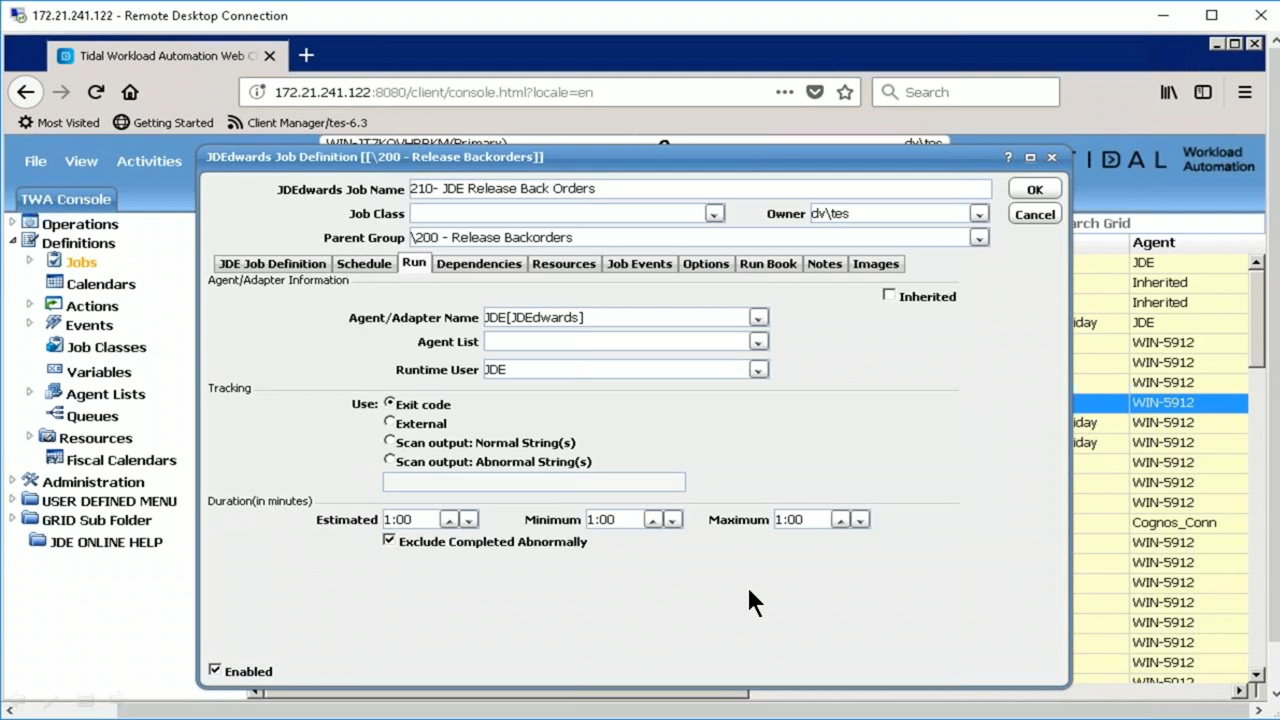 172.21.241.122 - Remote Desktop Connection
Tidal Workload Automation Web C
172.21.241.122:8080/client/console.html?locale=en
Search
Most Visited Getting Started Client Manager/tes-6.3
WIN-JTZKOVHBBKM(Primary) dv\tes
File View Activities
JDEdwards Job Definition [[\200 - Release Backorders]]
TIDAL Workload Automation
TWA Console
JDEdwards Job Name 210- JDE Release Back Orders OK
Job Class Owner dv\tes Cancel
Parent Group \200 - Release Backorders
JDE Job Definition Schedule Run Dependencies Resources Job Events Options Run Book Notes Images
Agent/Adapter Information
Inherited
Agent/Adapter Name JDE[JDEdwards]
Agent List
Runtime User JDE
Tracking
Use: Exit code
External
Scan output: Normal String(s)
Scan output: Abnormal String(s)
Duration(in minutes)
Estimated 1:00 Minimum 1:00 Maximum 1:00
Exclude Completed Abnormally
Enabled
Operations
Definitions
Jobs
Calendars
Actions
Events
Job Classes
Variables
Agent Lists
Queues
Resources
Fiscal Calendars
Administration
USER DEFINED MENU
GRID Sub Folder
JDE ONLINE HELP
arch Grid
Agent
JDE
Inherited
Inherited
iday JDE
WIN-5912
WIN-5912
WIN-5912
WIN-5912
iday WIN-5912
iday WIN-5912
WIN-5912
WIN-5912
WIN-5912
Cognos_Conn
WIN-5912
WIN-5912
WIN-5912
WIN-5912
WIN-5912
WIN-5912
WIN-5912
WIN-5912